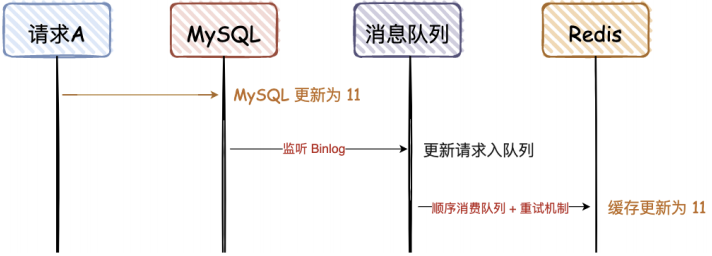 请求A
MySQL
消息队列
Redis
MySQL 更新为 11
监听 Binlog
更新请求入队列
顺序消费队列 + 重试机制
缓存更新为 11